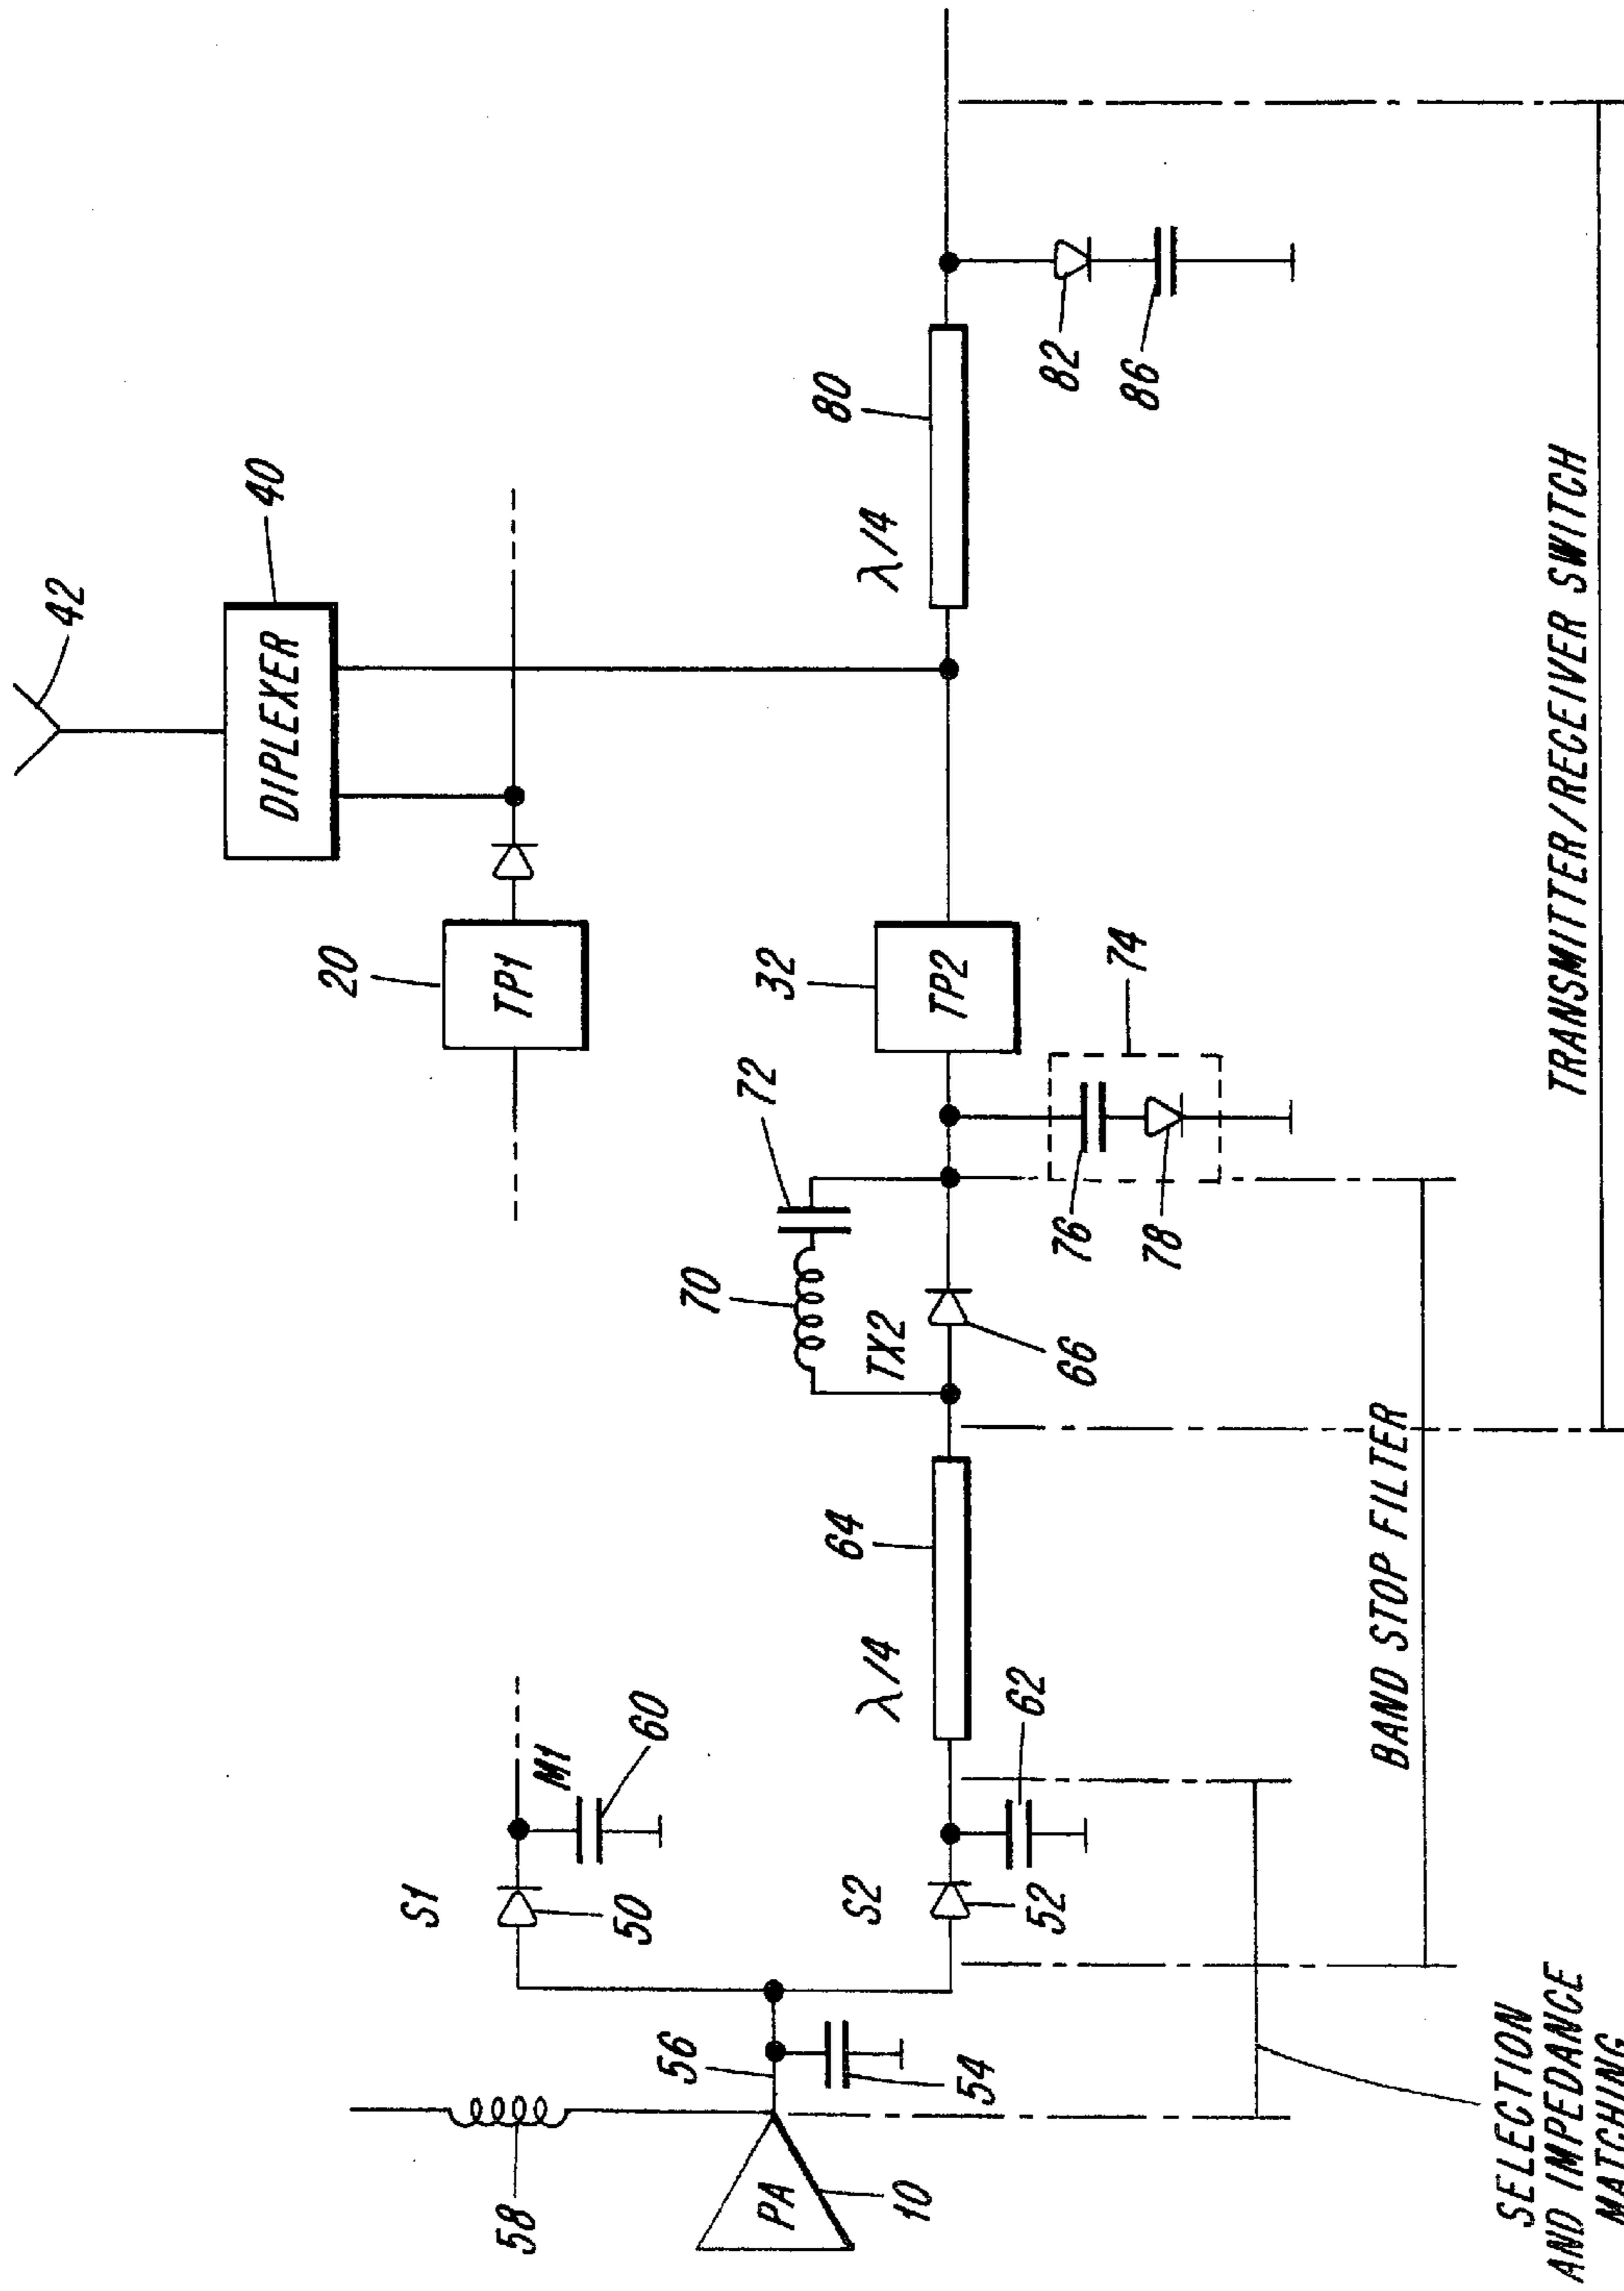 42
40
DIPLEXER
20
TP1
58
56
54
PA
10
S1
50
M1
60
S2
52
62
λ/4
64
70
72
TX2
66
32
TP2
74
76
78
λ/4
80
82
86
SELECTION
AND IMPEDANCE
MATCHING
BAND STOP FILTER
TRANSMITTER/RECEIVER SWITCH